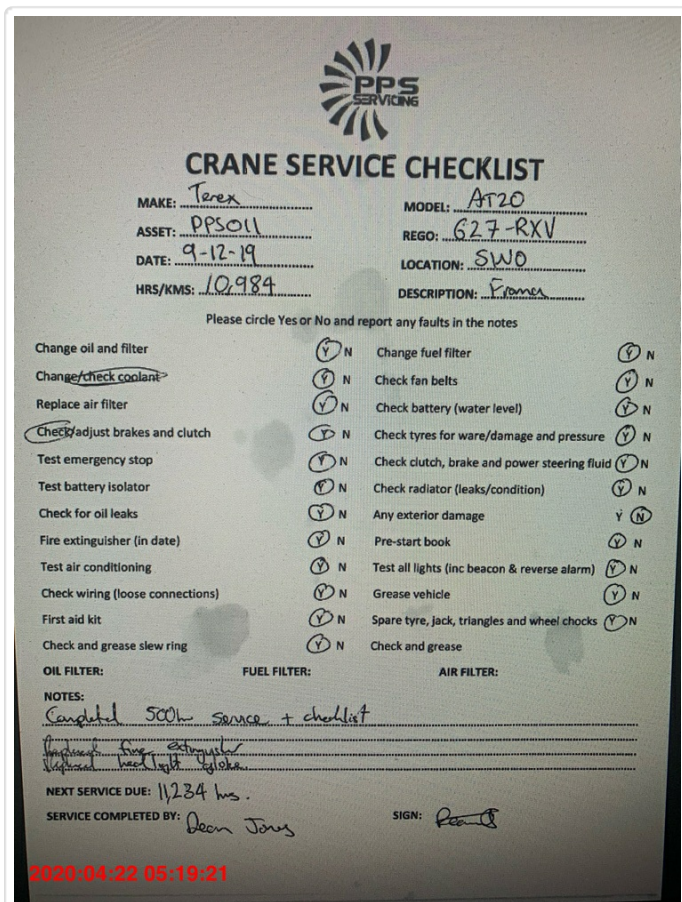 PPS
SERVICING
CRANE SERVICE CHECKLIST
MAKE: Terex MODEL: AT20
ASSET: PPS011 REGO: 627-RXV
DATE: 9-12-19 LOCATION: SWO
HRS/KMS: 10,984 DESCRIPTION: Franna
Please circle Yes or No and report any faults in the notes
Change oil and filter Y N Change fuel filter Y N
Change/check coolant Y N Check fan belts Y N
Replace air filter Y N Check battery (water level) Y N
Check/adjust brakes and clutch Y N Check tyres for ware/damage and pressure Y N
Test emergency stop Y N Check clutch, brake and power steering fluid Y N
Test battery isolator Y N Check radiator (leaks/condition) Y N
Check for oil leaks Y N Any exterior damage Y N
Fire extinguisher (in date) Y N Pre-start book Y N
Test air conditioning Y N Test all lights (inc beacon & reverse alarm) Y N
Check wiring (loose connections) Y N Grease vehicle Y N
First aid kit Y N Spare tyre, jack, triangles and wheel chocks Y N
Check and grease slew ring Y N Check and grease
OIL FILTER: FUEL FILTER: AIR FILTER:
NOTES:
Completed 500hr service + checklist
fire extinguisher
headlight globe
NEXT SERVICE DUE: 11,234 hrs.
SERVICE COMPLETED BY: Dean Jones SIGN:
2020:04:22 05:19:21